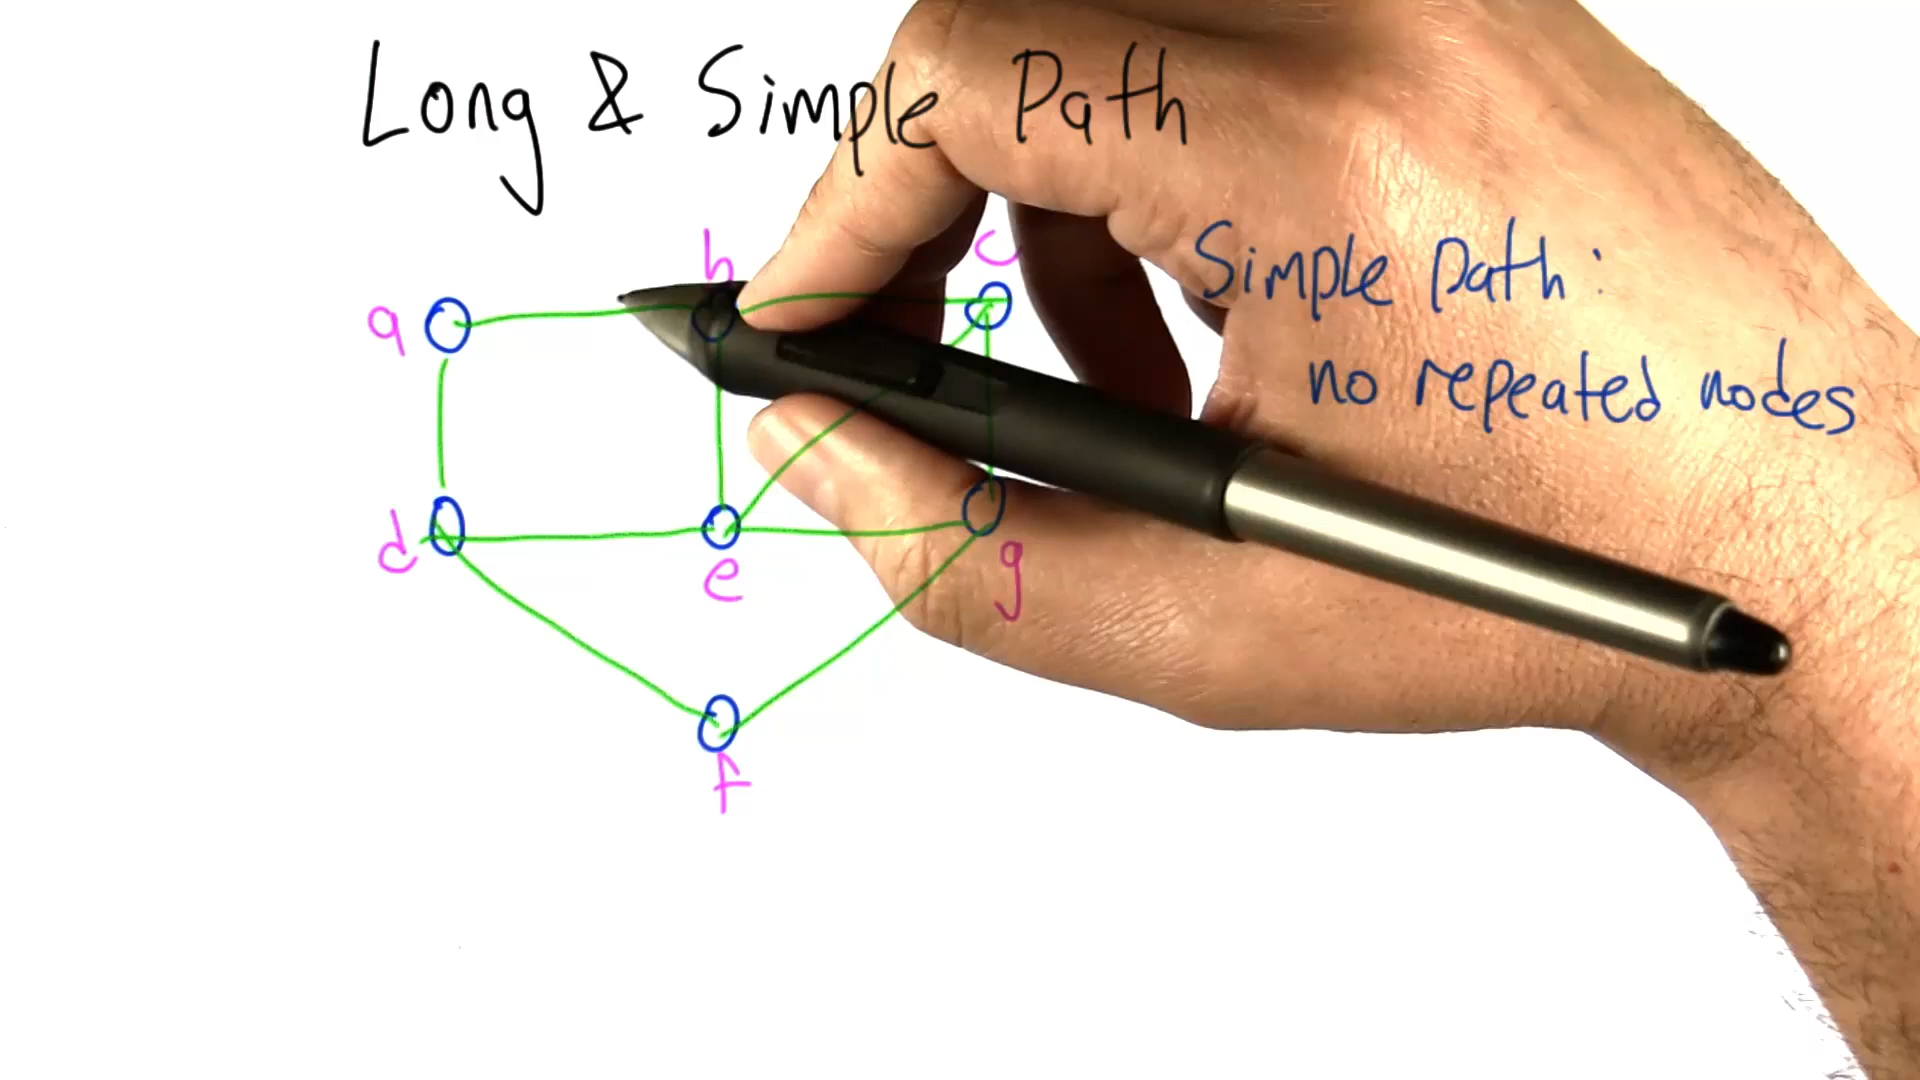 Long & Simple Path
b
c
a
Simple path:
no repeated nodes
d
e
g
f